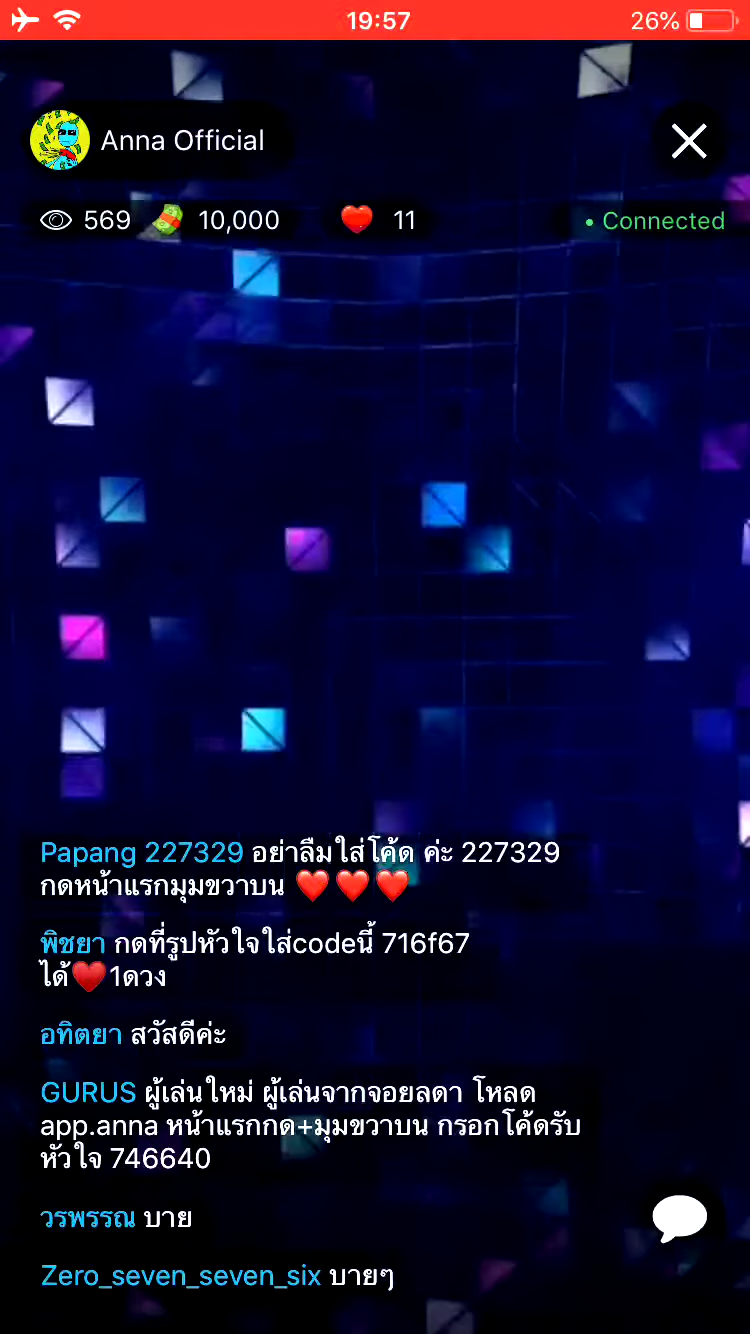 19:57
26%
Anna Official
569 10,000 11 • Connected
Papang 227329 อย่าลืมใส่โค้ด ค่ะ 227329
กดหน้าแรกมุมขวาบน ❤️❤️❤️
พิชยา กดที่รูปหัวใจใส่codeนี้ 716f67
ได้❤️1ดวง
อทิตยา สวัสดีค่ะ
GURUS ผู้เล่นใหม่ ผู้เล่นจากจอยลดา โหลด
app.anna หน้าแรกกด+มุมขวาบน กรอกโค้ดรับ
หัวใจ 746640
วรพรรณ บาย
Zero_seven_seven_six บายๆ